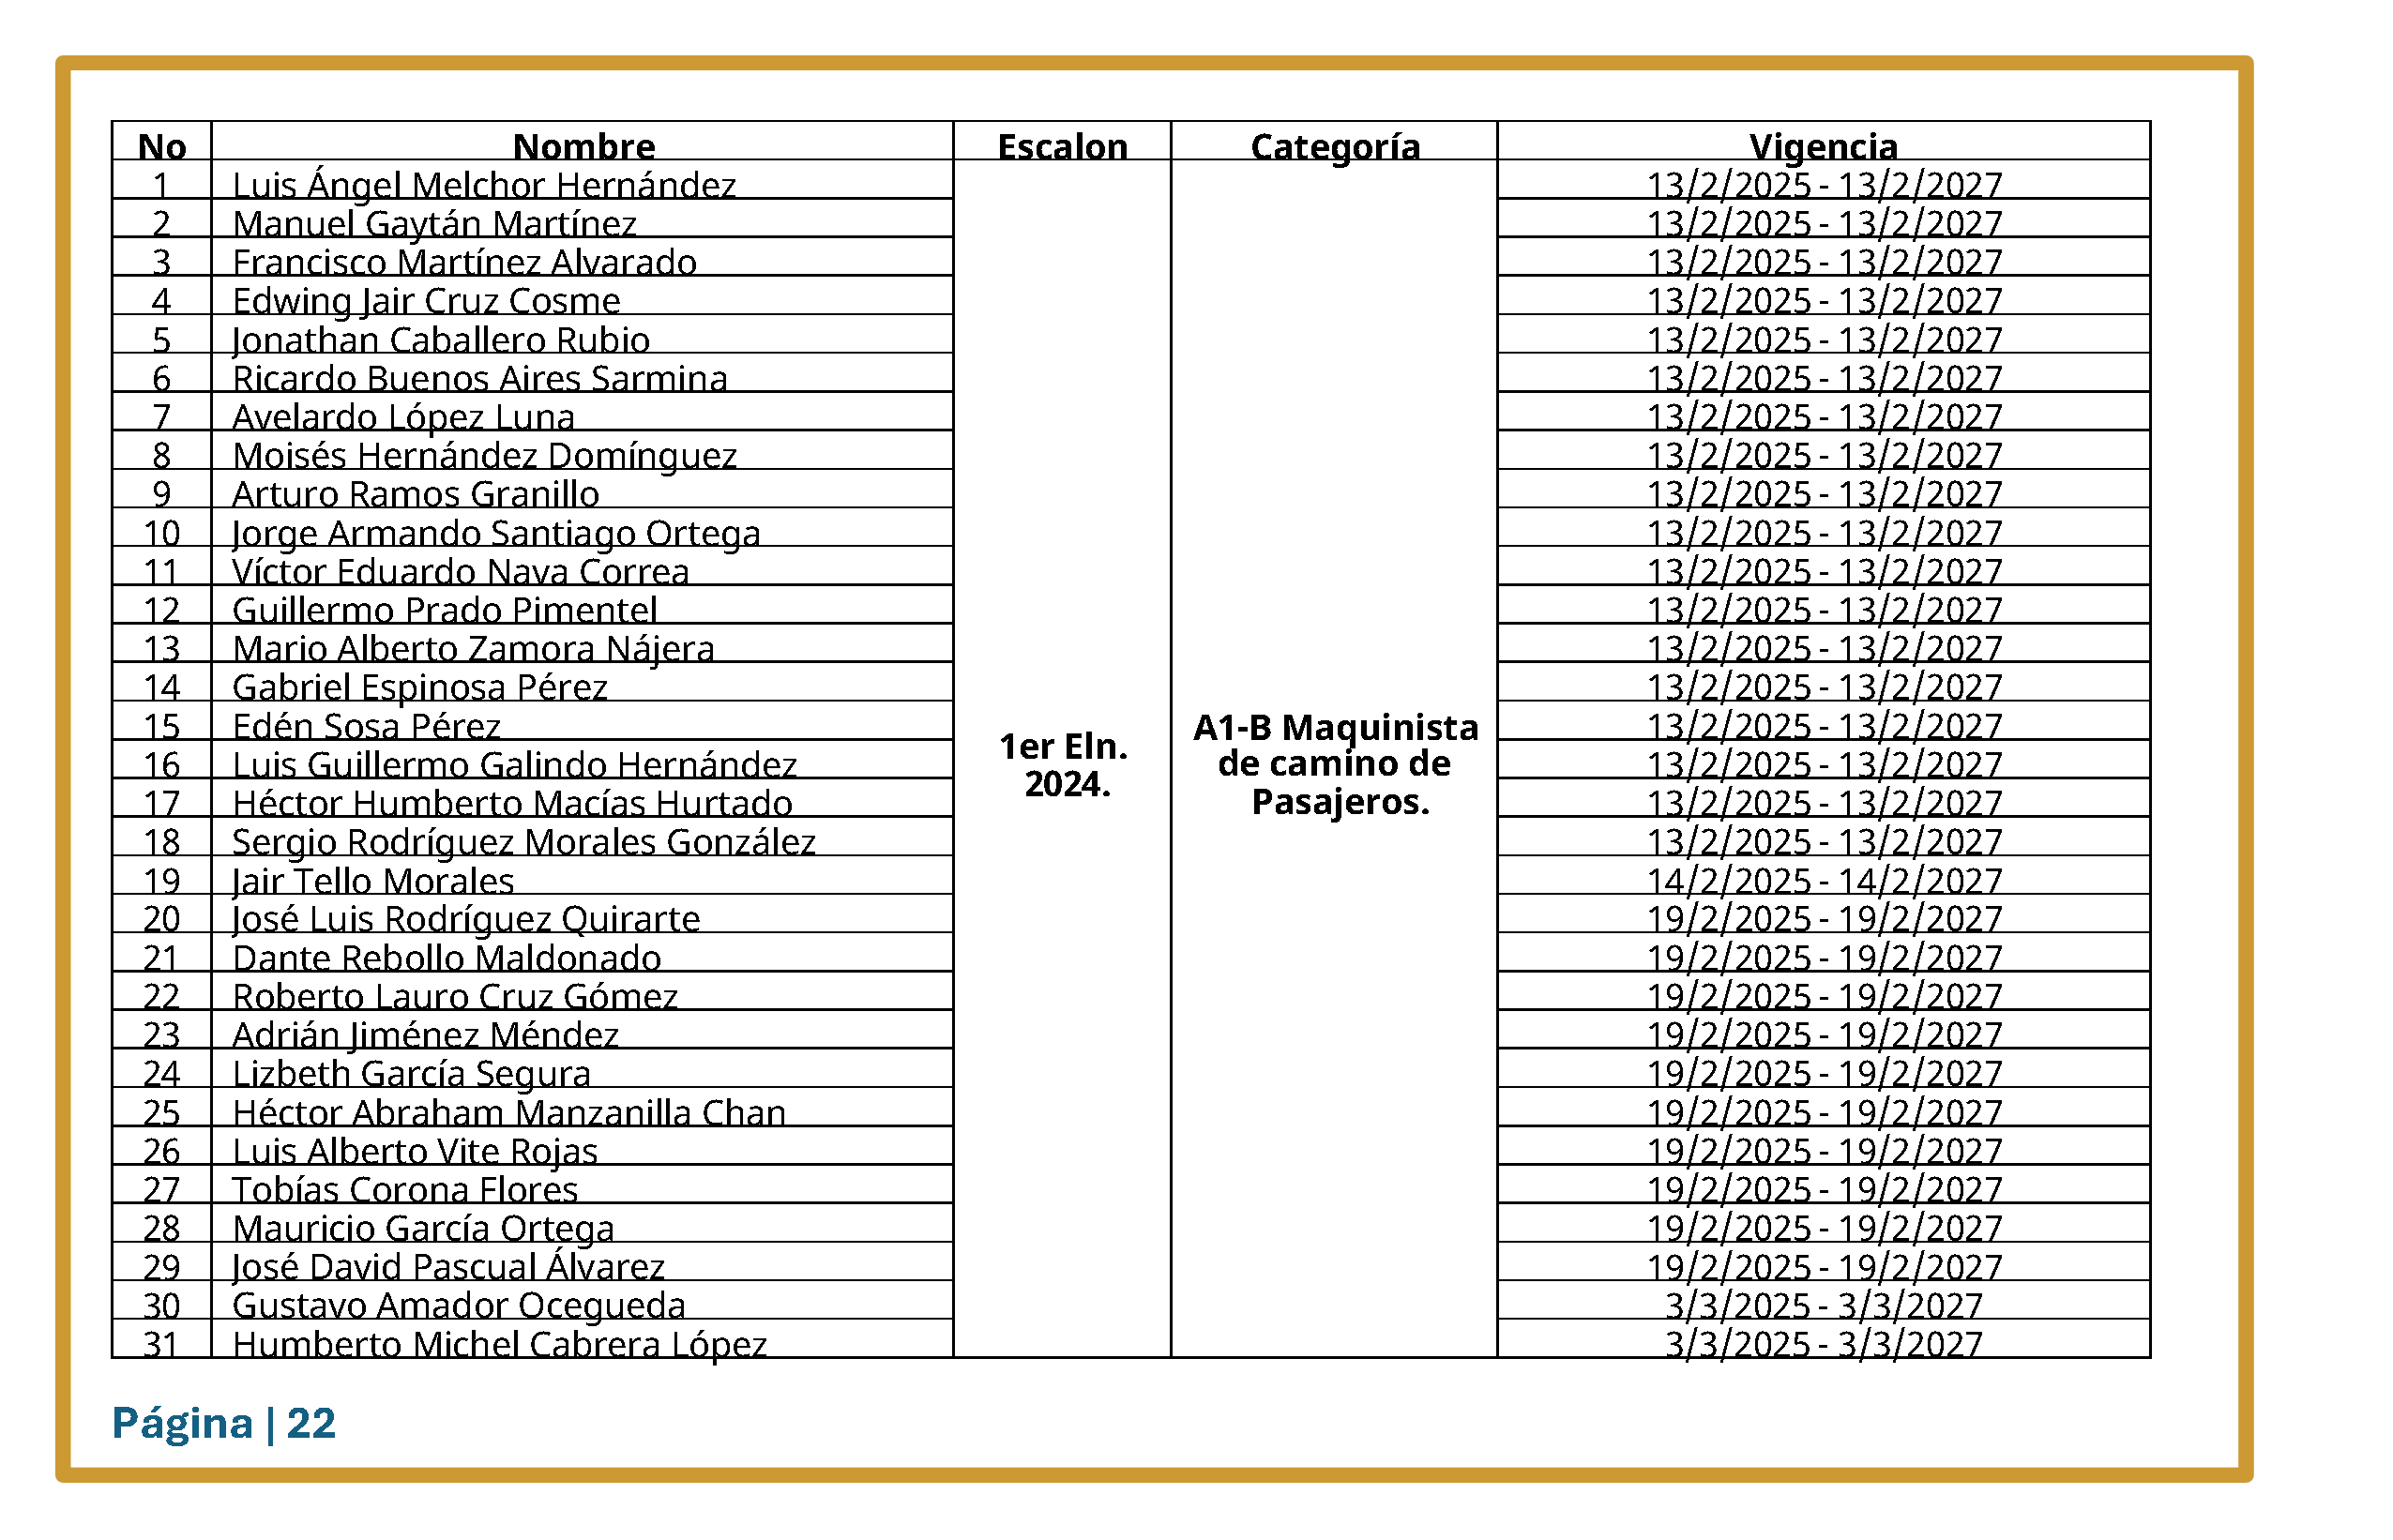 No Nombre Escalon Categoría Vigencia
1 Luis Ángel Melchor Hernández 13/2/2025 - 13/2/2027
2 Manuel Gaytán Martínez 13/2/2025 - 13/2/2027
3 Francisco Martínez Alvarado 13/2/2025 - 13/2/2027
4 Edwing Jair Cruz Cosme 13/2/2025 - 13/2/2027
5 Jonathan Caballero Rubio 13/2/2025 - 13/2/2027
6 Ricardo Buenos Aires Sarmina 13/2/2025 - 13/2/2027
7 Avelardo López Luna 13/2/2025 - 13/2/2027
8 Moisés Hernández Domínguez 13/2/2025 - 13/2/2027
9 Arturo Ramos Granillo 13/2/2025 - 13/2/2027
10 Jorge Armando Santiago Ortega 13/2/2025 - 13/2/2027
11 Víctor Eduardo Nava Correa 13/2/2025 - 13/2/2027
12 Guillermo Prado Pimentel 13/2/2025 - 13/2/2027
13 Mario Alberto Zamora Nájera 13/2/2025 - 13/2/2027
14 Gabriel Espinosa Pérez 13/2/2025 - 13/2/2027
15 Edén Sosa Pérez 13/2/2025 - 13/2/2027
16 Luis Guillermo Galindo Hernández 13/2/2025 - 13/2/2027
17 Héctor Humberto Macías Hurtado 13/2/2025 - 13/2/2027
18 Sergio Rodríguez Morales González 13/2/2025 - 13/2/2027
19 Jair Tello Morales 14/2/2025 - 14/2/2027
20 José Luis Rodríguez Quirarte 19/2/2025 - 19/2/2027
21 Dante Rebollo Maldonado 19/2/2025 - 19/2/2027
22 Roberto Lauro Cruz Gómez 19/2/2025 - 19/2/2027
23 Adrián Jiménez Méndez 19/2/2025 - 19/2/2027
24 Lizbeth García Segura 19/2/2025 - 19/2/2027
25 Héctor Abraham Manzanilla Chan 19/2/2025 - 19/2/2027
26 Luis Alberto Vite Rojas 19/2/2025 - 19/2/2027
27 Tobías Corona Flores 19/2/2025 - 19/2/2027
28 Mauricio García Ortega 19/2/2025 - 19/2/2027
29 José David Pascual Álvarez 19/2/2025 - 19/2/2027
30 Gustavo Amador Ocegueda 3/3/2025 - 3/3/2027
31 Humberto Michel Cabrera López 3/3/2025 - 3/3/2027
1er Eln.
2024.
A1-B Maquinista
de camino de
Pasajeros.
Página | 22